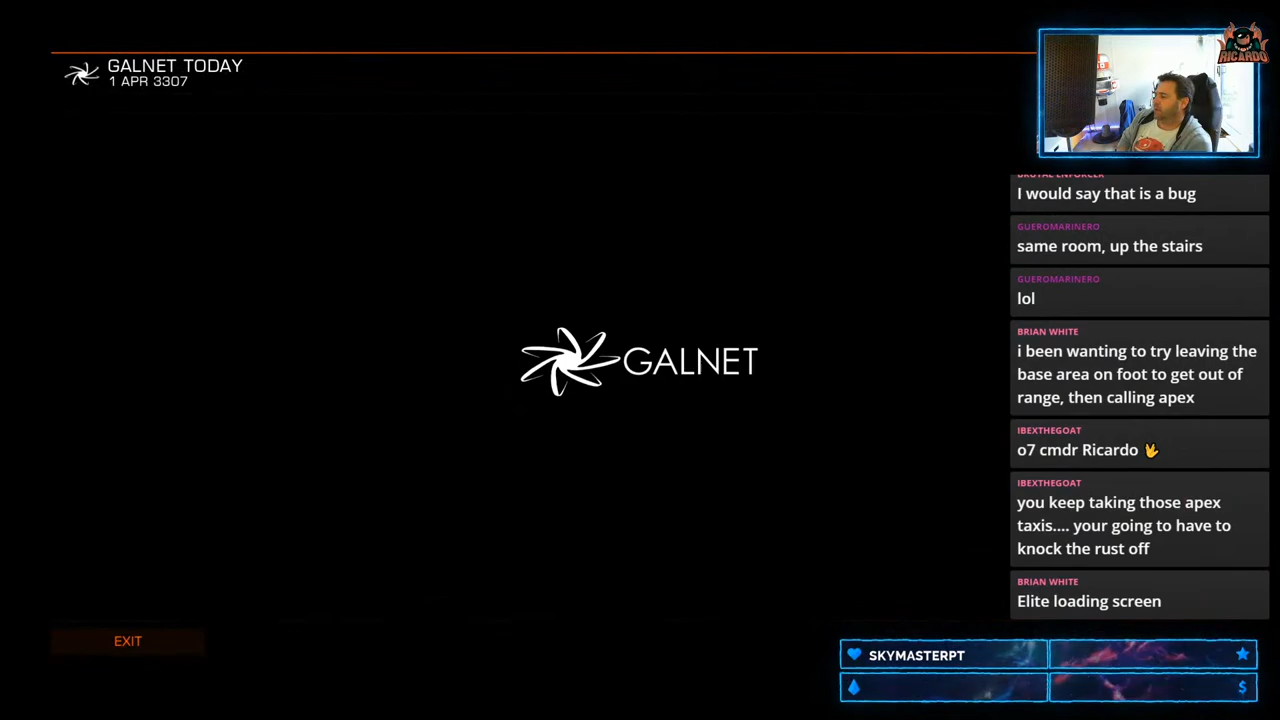 GALNET TODAY
1 APR 3307
RICARDO
BRUTAL ENFORCER
I would say that is a bug
GUEROMARINERO
same room, up the stairs
GUEROMARINERO
lol
BRIAN WHITE
i been wanting to try leaving the
base area on foot to get out of
range, then calling apex
IBEXTHEGOAT
o7 cmdr Ricardo 🖖
IBEXTHEGOAT
you keep taking those apex
taxis.... your going to have to
knock the rust off
BRIAN WHITE
Elite loading screen
GALNET
EXIT
SKYMASTERPT
$